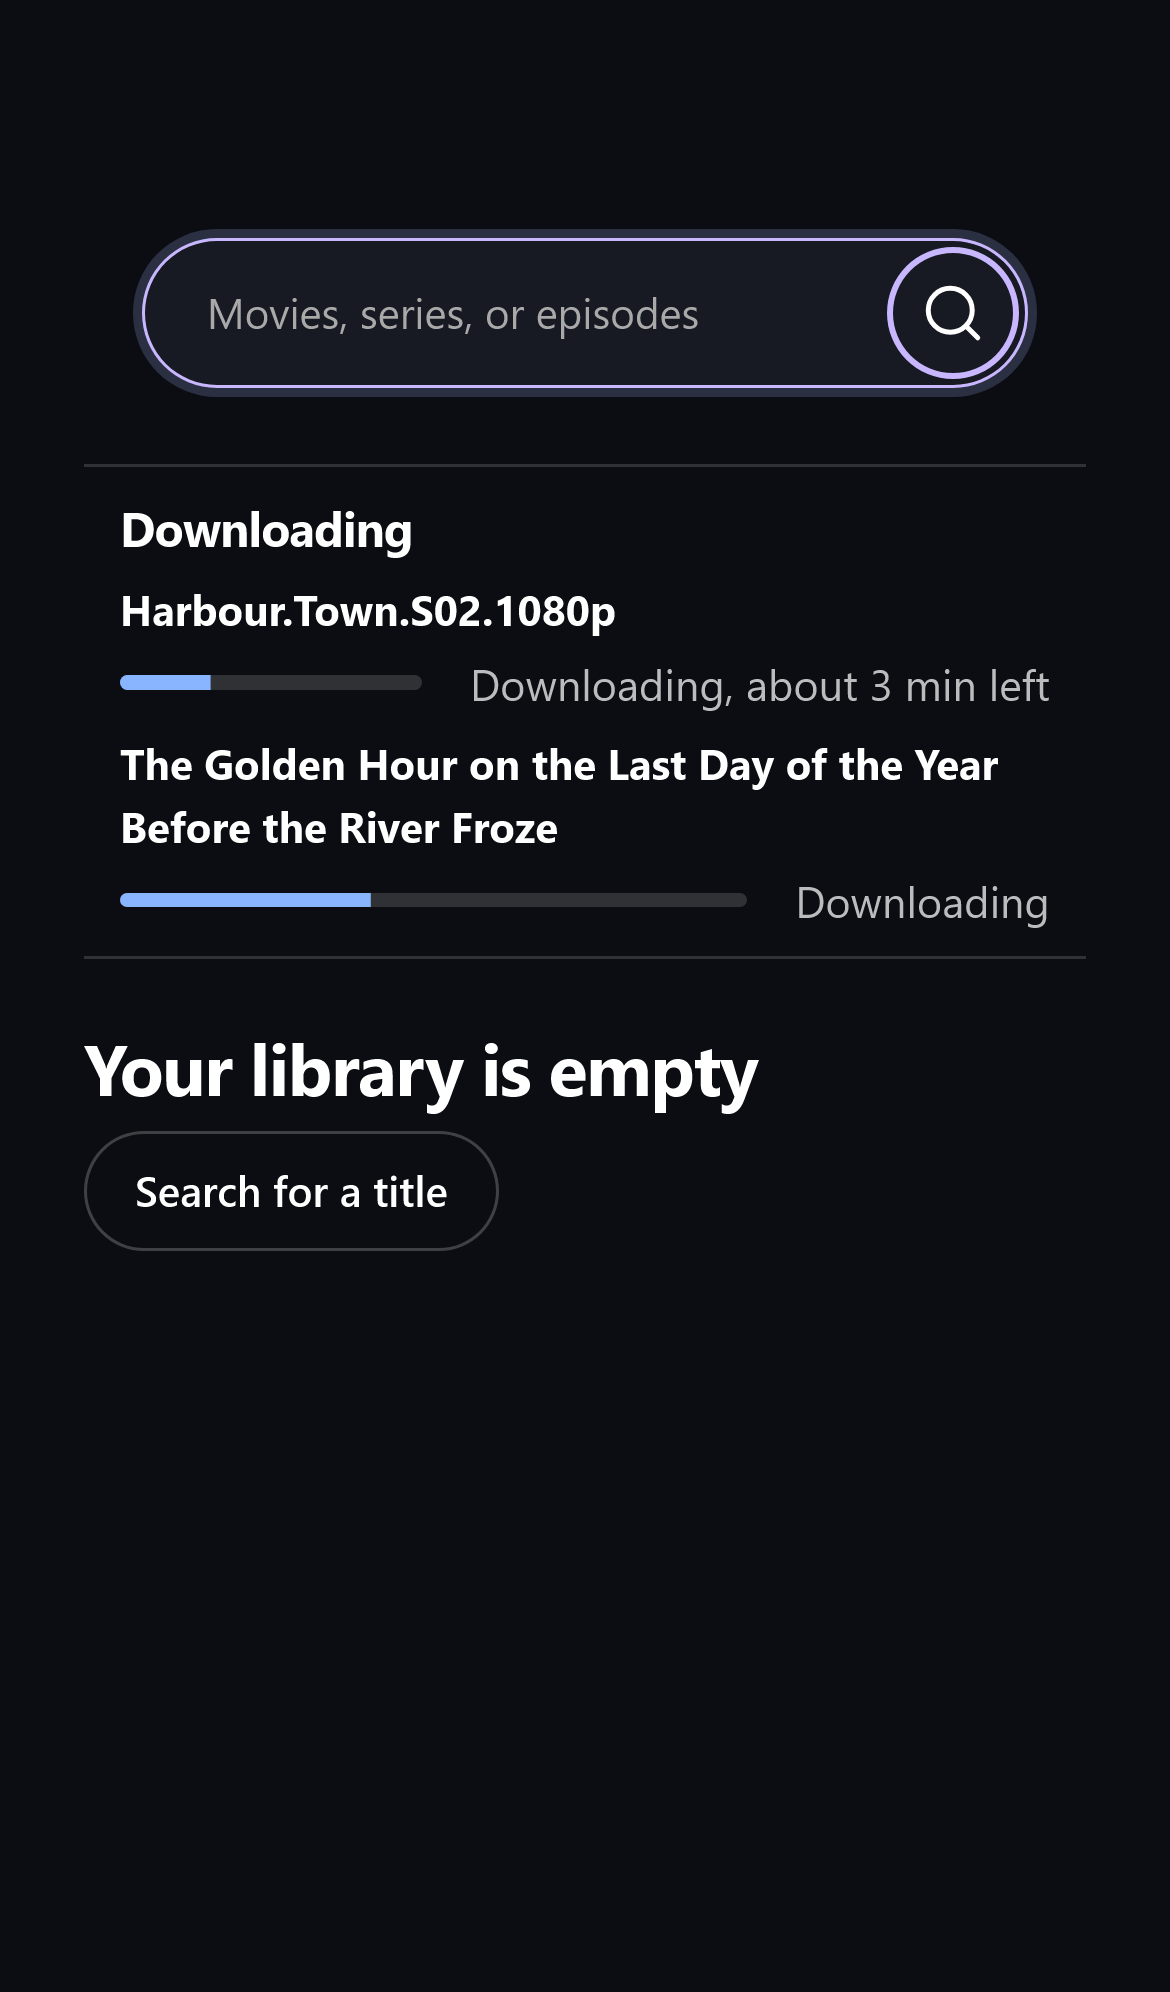 Movies, series, or episodes
Downloading
Harbour.Town.S02.1080p
Downloading, about 3 min left
The Golden Hour on the Last Day of the Year
Before the River Froze
Downloading
Your library is empty
Search for a title